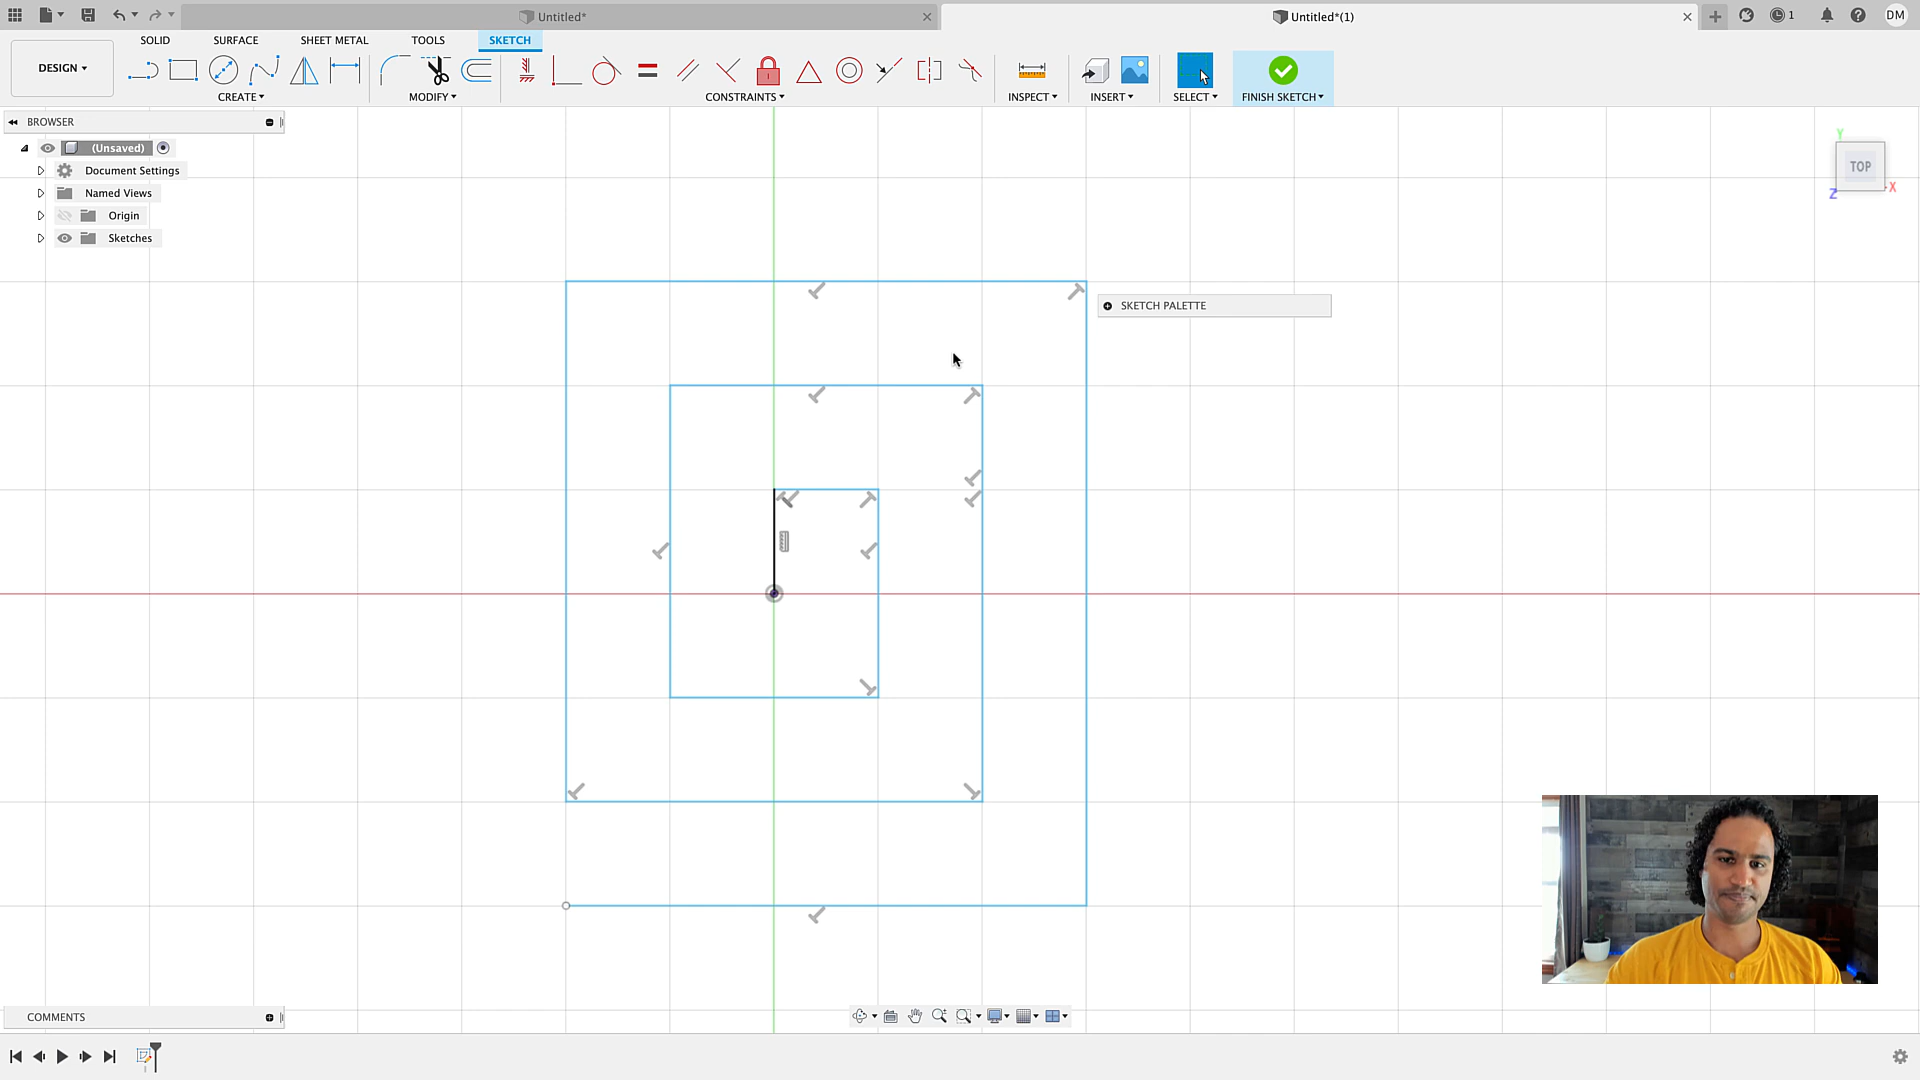 Untitled*
Untitled*(1)
1
DM
DESIGN
SOLID
SURFACE
SHEET METAL
TOOLS
SKETCH
CREATE
MODIFY
CONSTRAINTS
INSPECT
INSERT
SELECT
FINISH SKETCH
BROWSER
(Unsaved)
Document Settings
Named Views
Origin
Sketches
Y
TOP
X
Z
SKETCH PALETTE
COMMENTS